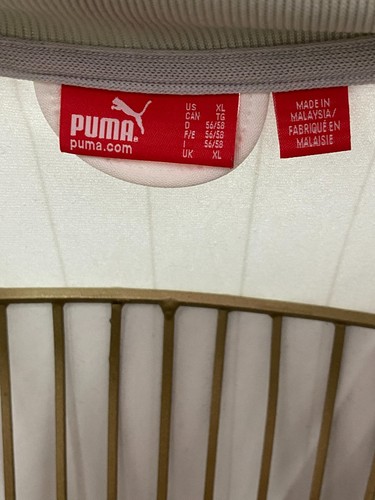 PUMA
puma.com
US XL
CAN TG
D 56/58
F/E 56/58
I 56/58
UK XL
MADE IN
MALAYSIA/
FABRIQUÉ EN
MALAISIE